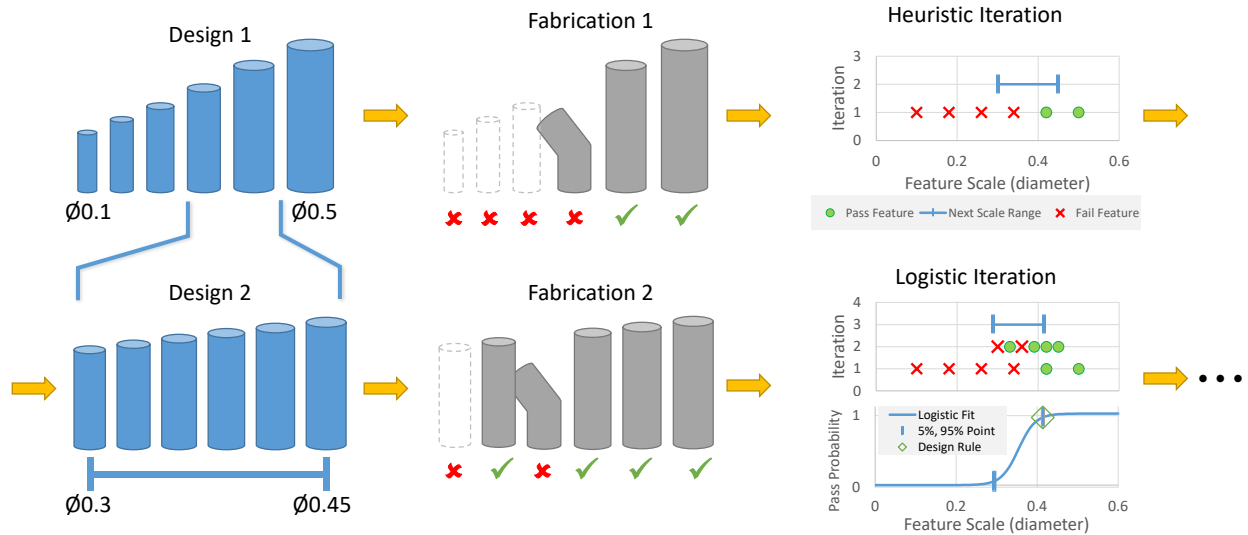 Design 1
Fabrication 1
Heuristic Iteration
Ø0.1
Ø0.5
Iteration
3
2
1
0
0
0.2
0.4
0.6
Feature Scale (diameter)
Pass Feature
Next Scale Range
Fail Feature
Design 2
Fabrication 2
Logistic Iteration
Ø0.3
Ø0.45
Iteration
4
3
2
1
0
Pass Probability
1
0
Logistic Fit
5%, 95% Point
Design Rule
0
0.2
0.4
0.6
Feature Scale (diameter)